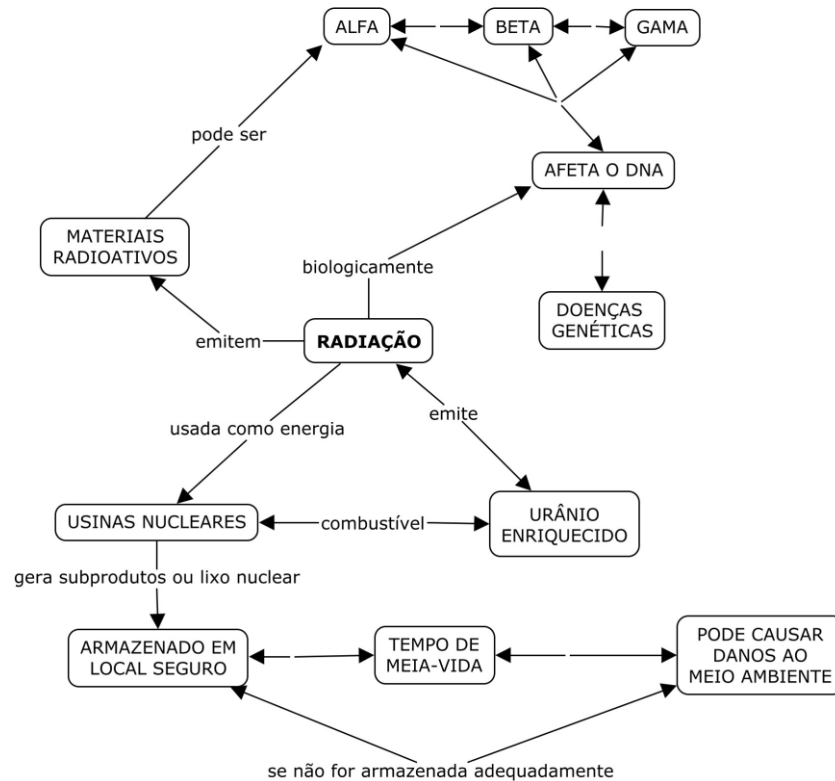 ALFA
BETA
GAMA
pode ser
AFETA O DNA
MATERIAIS
RADIOATIVOS
biologicamente
DOENÇAS
GENÉTICAS
emitem
RADIAÇÃO
emite
usada como energia
USINAS NUCLEARES
combustível
URÂNIO
ENRIQUECIDO
gera subprodutos ou lixo nuclear
ARMAZENADO EM
LOCAL SEGURO
TEMPO DE
MEIA-VIDA
PODE CAUSAR
DANOS AO
MEIO AMBIENTE
se não for armazenada adequadamente